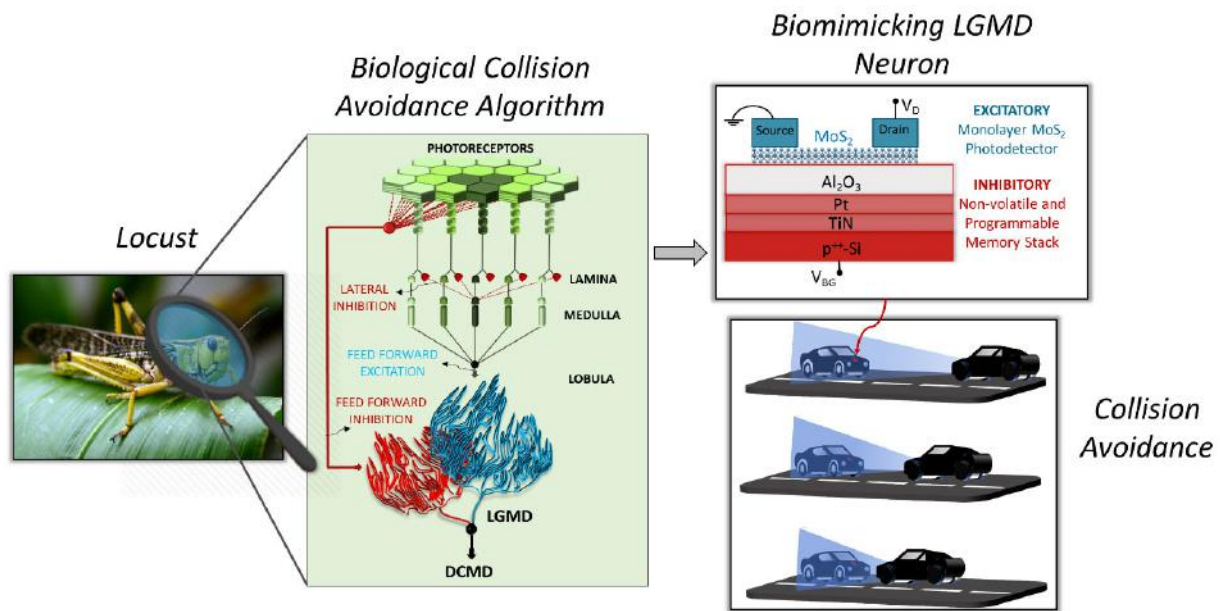 Locust
Biological Collision
Avoidance Algorithm
PHOTORECEPTORS
LAMINA
LATERAL
INHIBITION
MEDULLA
FEED FORWARD
EXCITATION
LOBULA
FEED FORWARD
INHIBITION
LGMD
DCMD
Biomimicking LGMD
Neuron
V_D
Source
MoS₂
Drain
EXCITATORY
Monolayer MoS₂
Photodetector
Al₂O₃
Pt
TiN
p⁺⁺-Si
V_BG
INHIBITORY
Non-volatile and
Programmable
Memory Stack
Collision
Avoidance